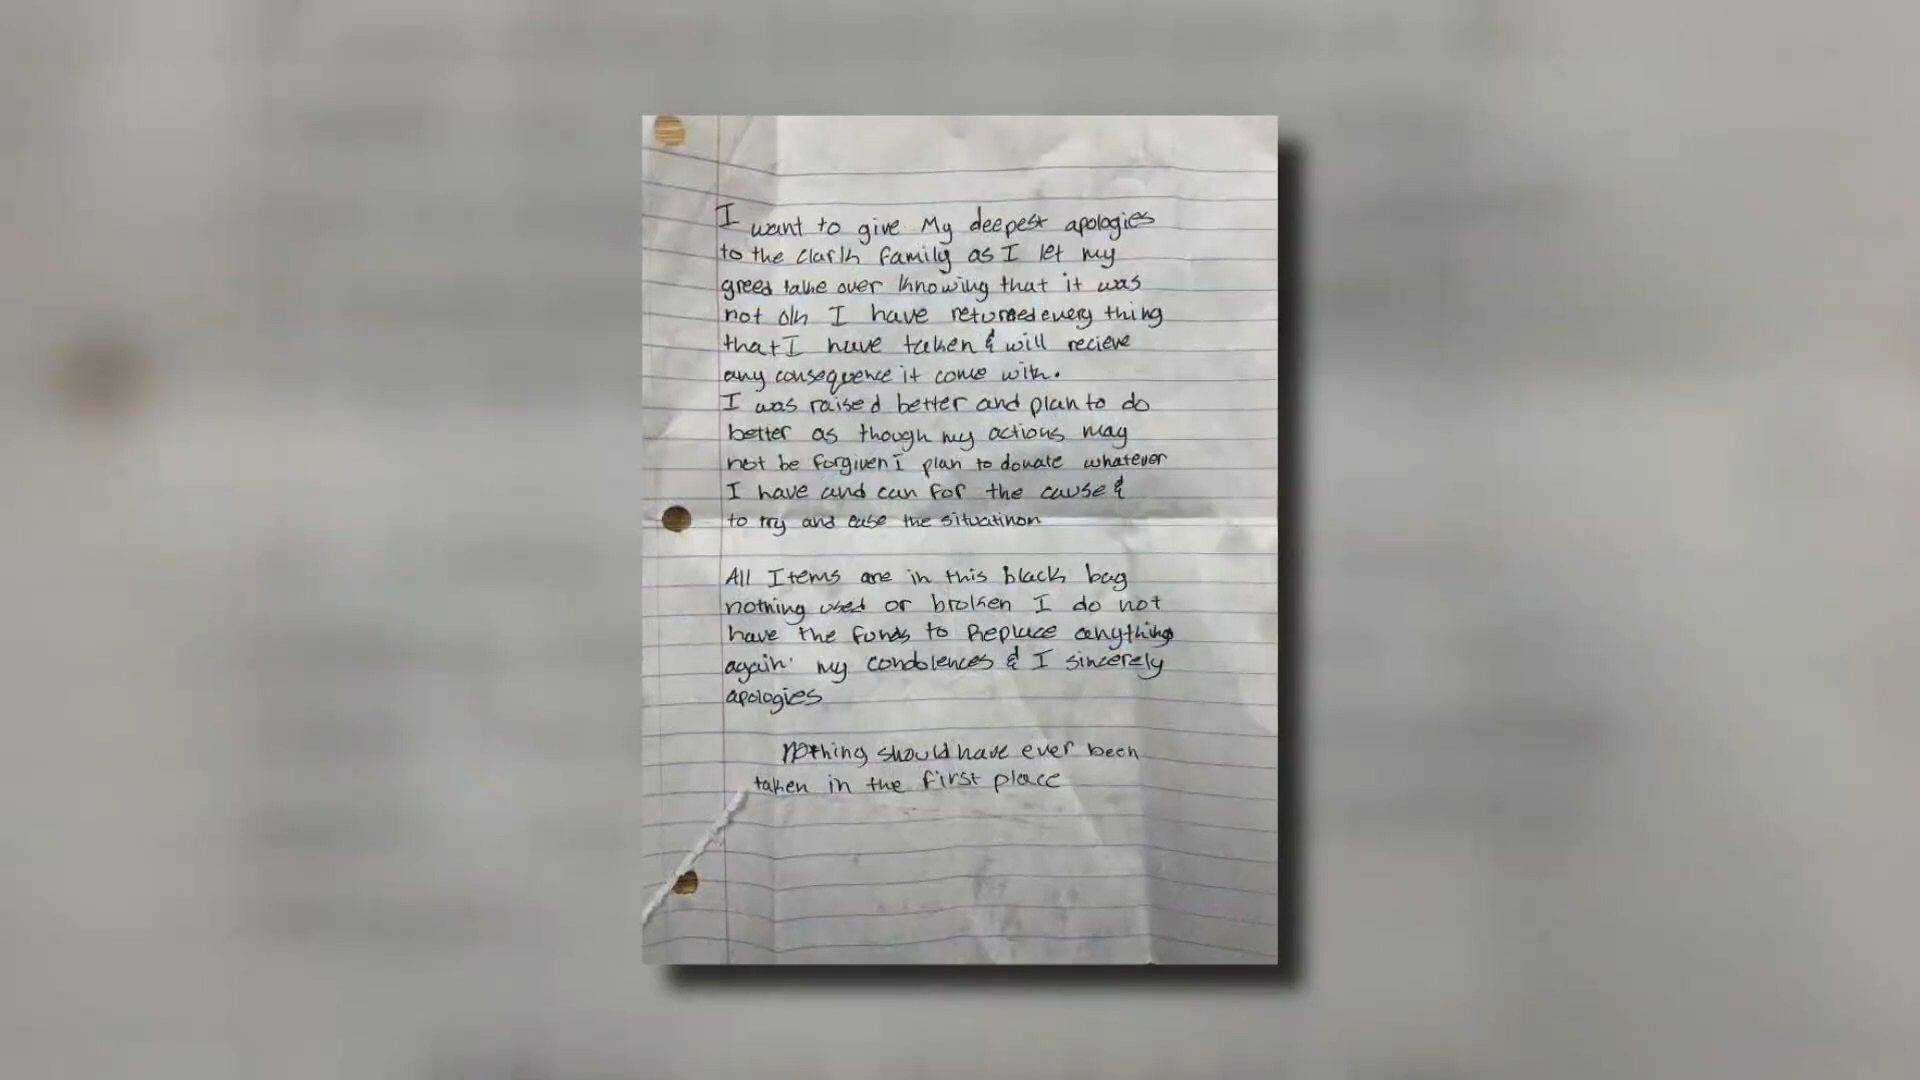 I want to give My deepest apologies
to the Clark family as I let my
greed take over knowing that it was
not ok I have returned every thing
that I have taken & will recieve
any consequence it come with.
I was raised better and plan to do
better as though my actions may
not be forgiven I plan to donate whatever
I have and can for the cause &
to try and ease the situatinon
All Items are in this black bag
nothing used or broken I do not
have the funds to Replace anything
again. my condolences & I sincerely
apologies
Nothing should have ever been
taken in the first place